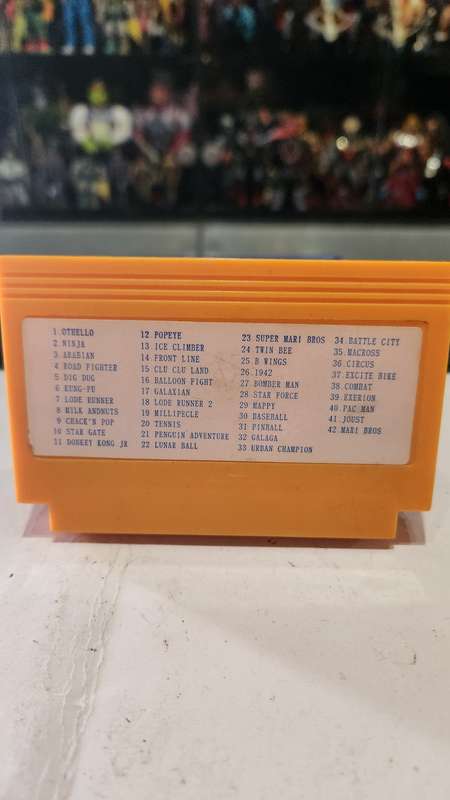 1 OTHELLO
2 NINJA
3 ARABIAN
4 ROAD FIGHTER
5 DIG DUG
6 KUNG-FU
7 LODE RUNNER
8 MILK ANDNUTS
9 CHACK'N POP
10 STAR GATE
11 DONKEY KONG JR
12 POPEYE
13 ICE CLIMBER
14 FRONT LINE
15 CLU CLU LAND
16 BALLOON FIGHT
17 GALAXIAN
18 LODE RUNNER 2
19 MILLIPECLE
20 TENNIS
21 PENGUIN ADVENTURE
22 LUNAR BALL
23 SUPER MARI BROS
24 TWIN BEE
25 B WINGS
26 1942
27 BOMBER MAN
28 STAR FORCE
29 MAPPY
30 BASEBALL
31 PINBALL
32 GALAGA
33 URBAN CHAMPION
34 BATTLE CITY
35 MACROSS
36 CIRCUS
37 EXCITE BIKE
38 COMBAT
39 EXERION
40 PAC MAN
41 JOUST
42 MARI BROS